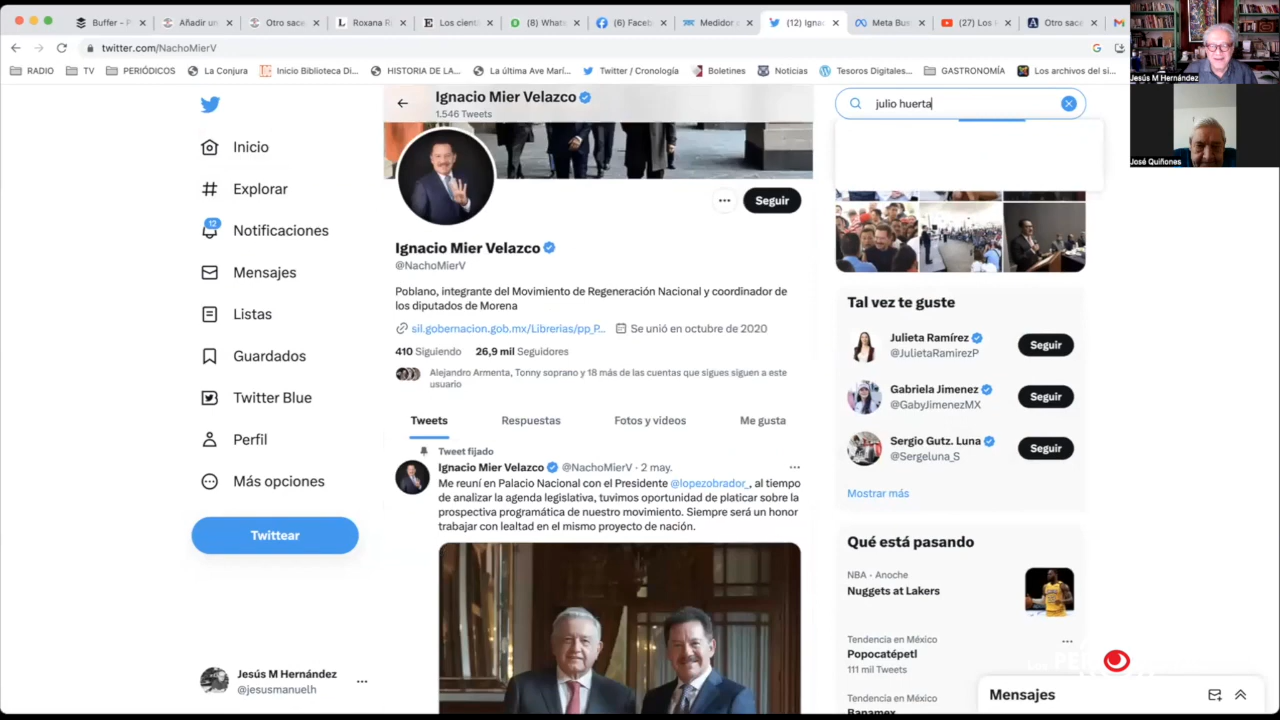 Buffer - P
Añadir un
Otro sace
Roxana Ri
Los cient
(8) Whats
(6) Faceb
Medidor
(12) Igna
Meta Bus
(27) Los
Otro sace
twitter.com/NachoMierV
RADIO
TV
PERIÓDICOS
La Conjura
Inicio Biblioteca Di...
HISTORIA DE LA...
La última Ave Marí...
Twitter / Cronología
Boletines
Noticias
Tesoros Digitales...
GASTRONOMÍA
Los archivos del si...
Jesús M Hernández
José Quiñones
Inicio
Explorar
12
Notificaciones
Mensajes
Listas
Guardados
Twitter Blue
Perfil
Más opciones
Twittear
Jesús M Hernández
@jesusmanuelh
Ignacio Mier Velazco
1.546 Tweets
Seguir
Ignacio Mier Velazco
@NachoMierV
Poblano, integrante del Movimiento de Regeneración Nacional y coordinador de
los diputados de Morena
sil.gobernacion.gob.mx/Librerias/pp_P... Se unió en octubre de 2020
410 Siguiendo 26,9 mil Seguidores
Alejandro Armenta, Tonny soprano y 18 más de las cuentas que sigues siguen a este
usuario
Tweets Respuestas Fotos y videos Me gusta
Tweet fijado
Ignacio Mier Velazco @NachoMierV · 2 may.
Me reuní en Palacio Nacional con el Presidente @lopezobrador_, al tiempo
de analizar la agenda legislativa, tuvimos oportunidad de platicar sobre la
prospectiva programática de nuestro movimiento. Siempre será un honor
trabajar con lealtad en el mismo proyecto de nación.
julio huerta
Tal vez te guste
Julieta Ramírez
@JulietaRamirezP
Seguir
Gabriela Jimenez
@GabyJimenezMX
Seguir
Sergio Gutz. Luna
@Sergeluna_S
Seguir
Mostrar más
Qué está pasando
NBA · Anoche
Nuggets at Lakers
Tendencia en México
Popocatépetl
111 mil Tweets
Tendencia en México
Banamex
Mensajes